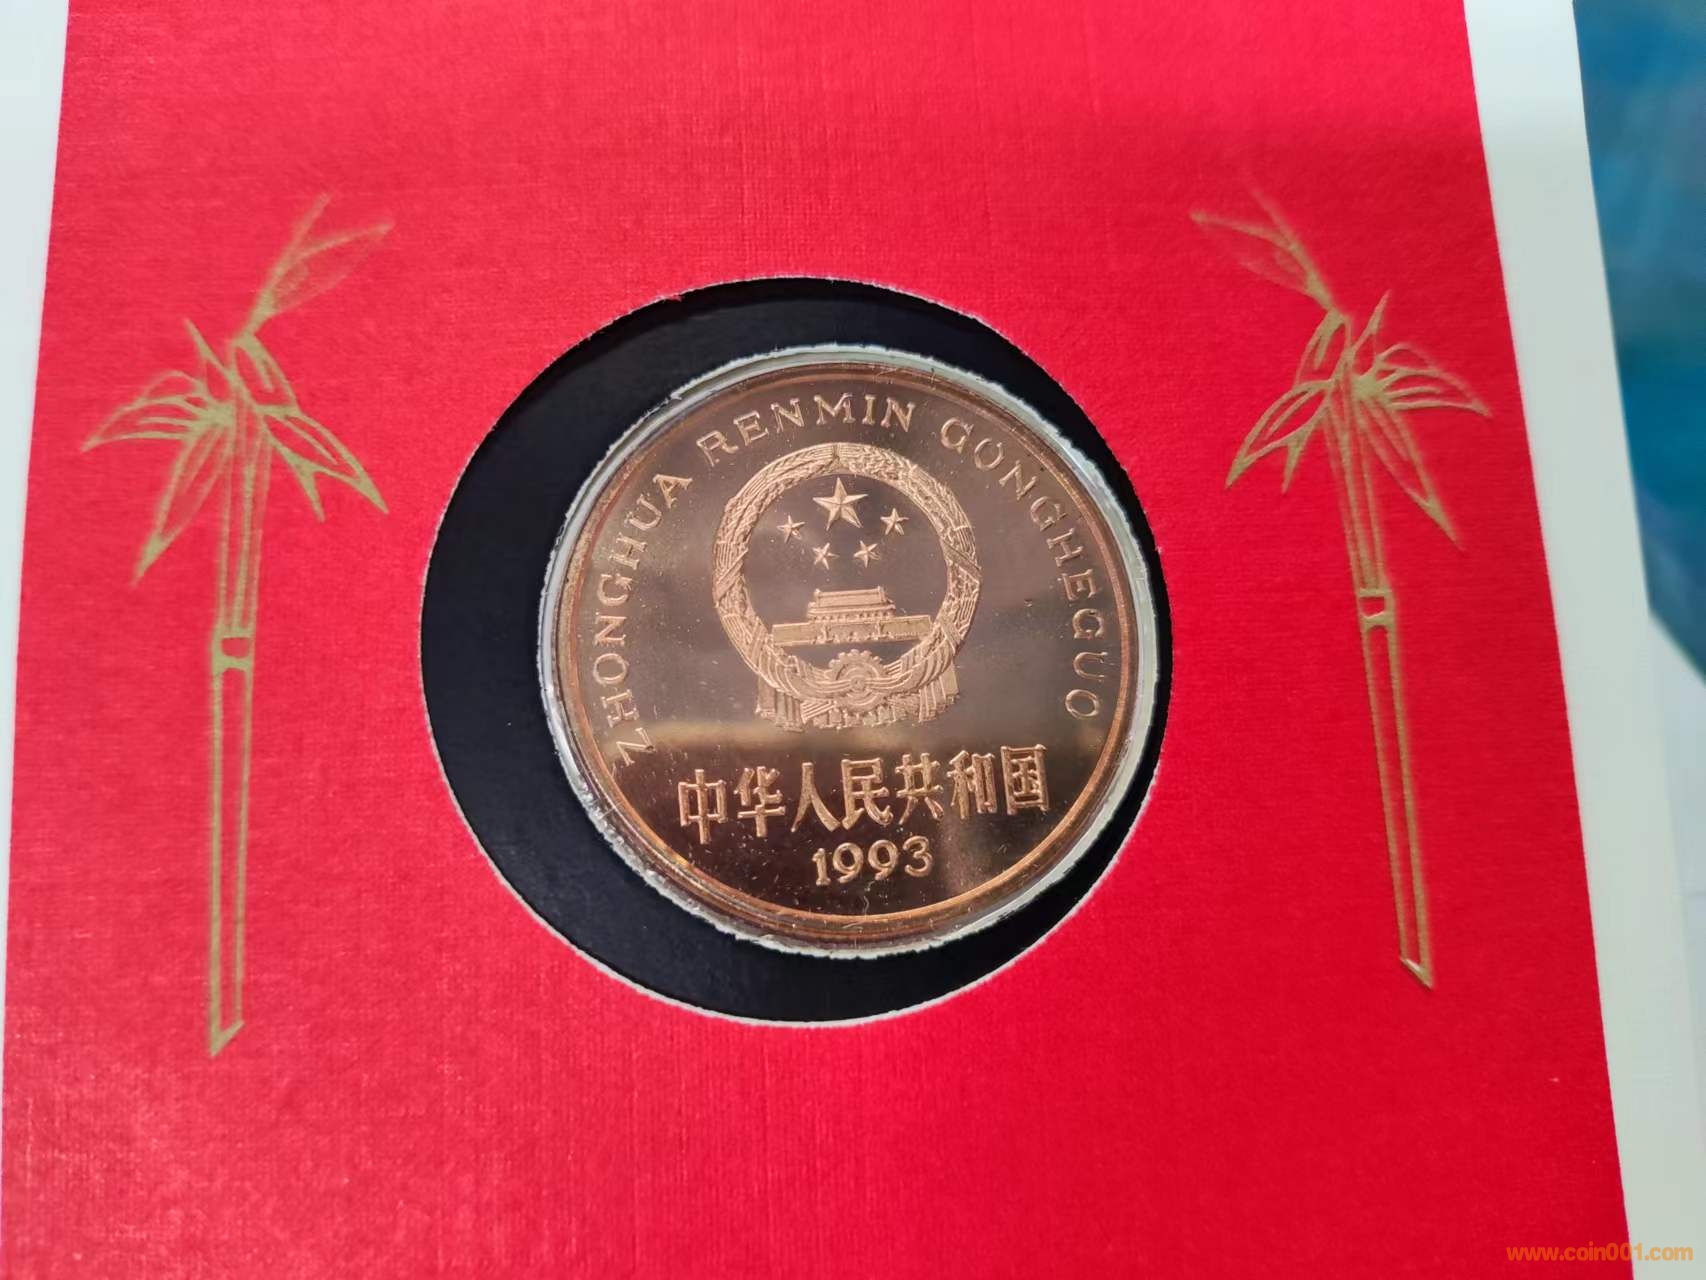 ZHONGHUA RENMIN GONGHEGUO
中华人民共和国
1993
www.coin001.com